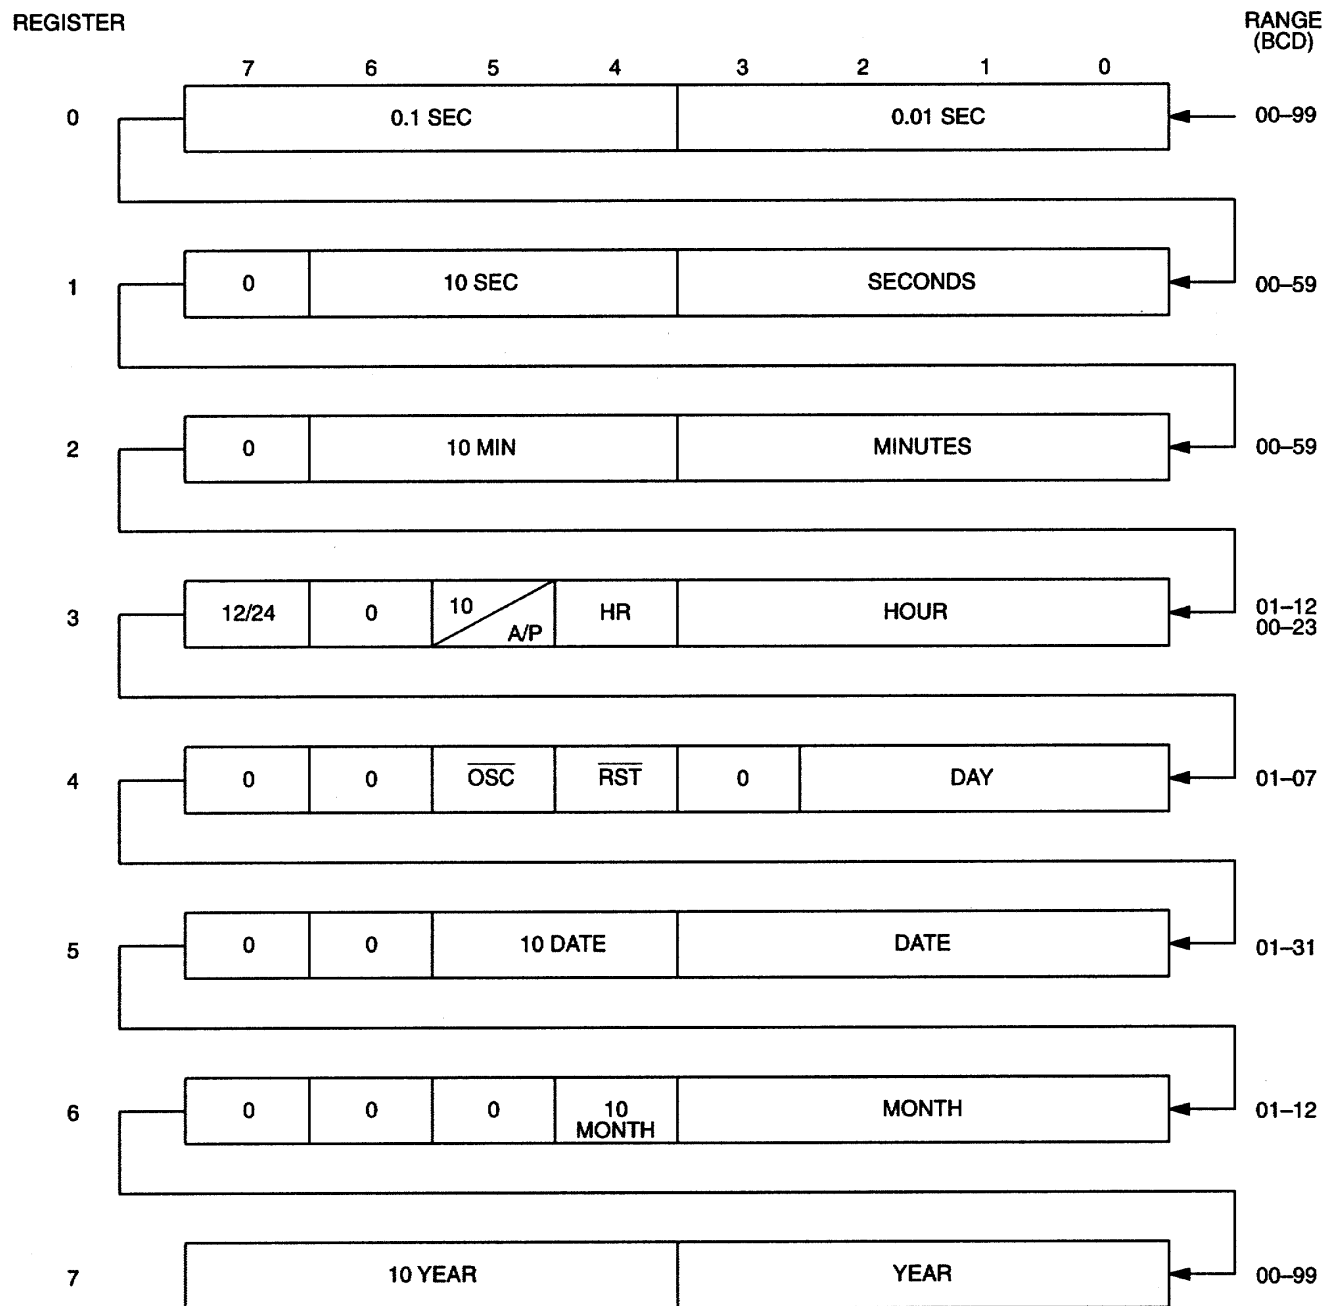 REGISTER
RANGE
(BCD)
7 6 5 4 3 2 1 0
0 0.1 SEC 0.01 SEC 00–99
1 0 10 SEC SECONDS 00–59
2 0 10 MIN MINUTES 00–59
3 12/24 0 10 A/P HR HOUR 01–12
00–23
4 0 0 OSC RST 0 DAY 01–07
5 0 0 10 DATE DATE 01–31
6 0 0 0 10 MONTH MONTH 01–12
7 10 YEAR YEAR 00–99